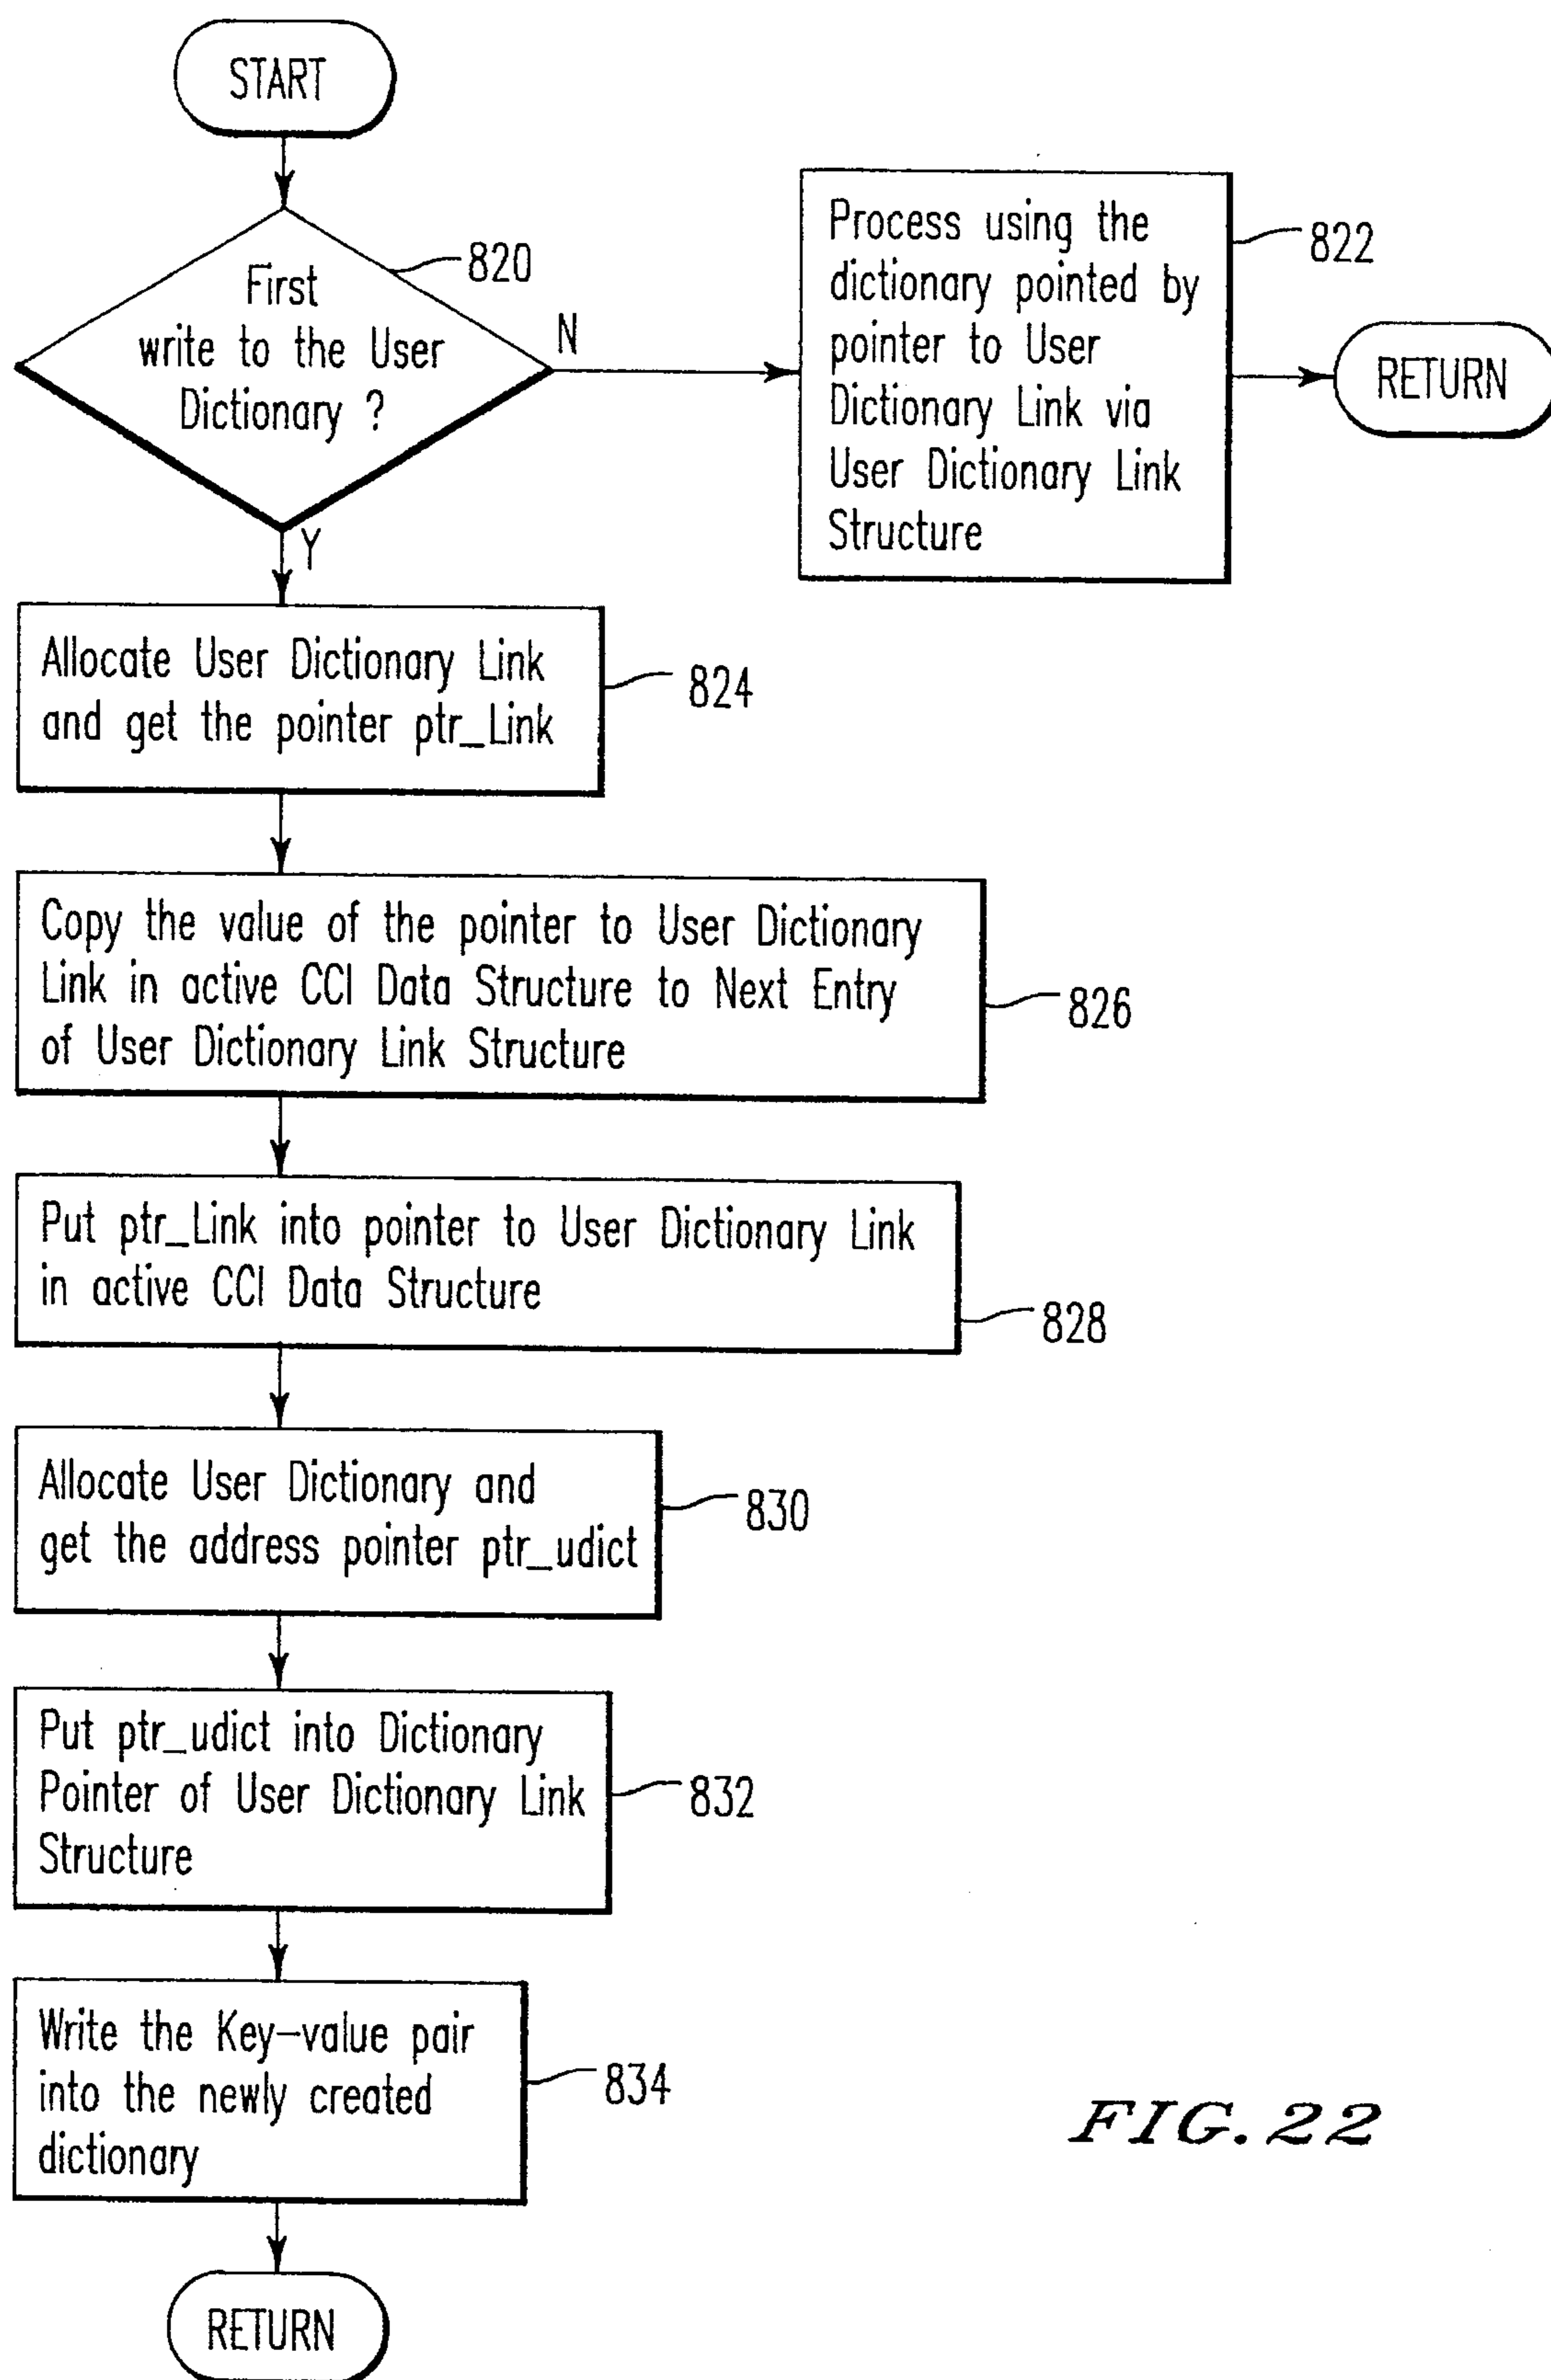 START
First
write to the User
Dictionary ?
820
N
Y
Process using the
dictionary pointed by
pointer to User
Dictionary Link via
User Dictionary Link
Structure
822
RETURN
Allocate User Dictionary Link
and get the pointer ptr_Link
824
Copy the value of the pointer to User Dictionary
Link in active CCI Data Structure to Next Entry
of User Dictionary Link Structure
826
Put ptr_Link into pointer to User Dictionary Link
in active CCI Data Structure
828
Allocate User Dictionary and
get the address pointer ptr_udict
830
Put ptr_udict into Dictionary
Pointer of User Dictionary Link
Structure
832
Write the Key-value pair
into the newly created
dictionary
834
RETURN
FIG. 22